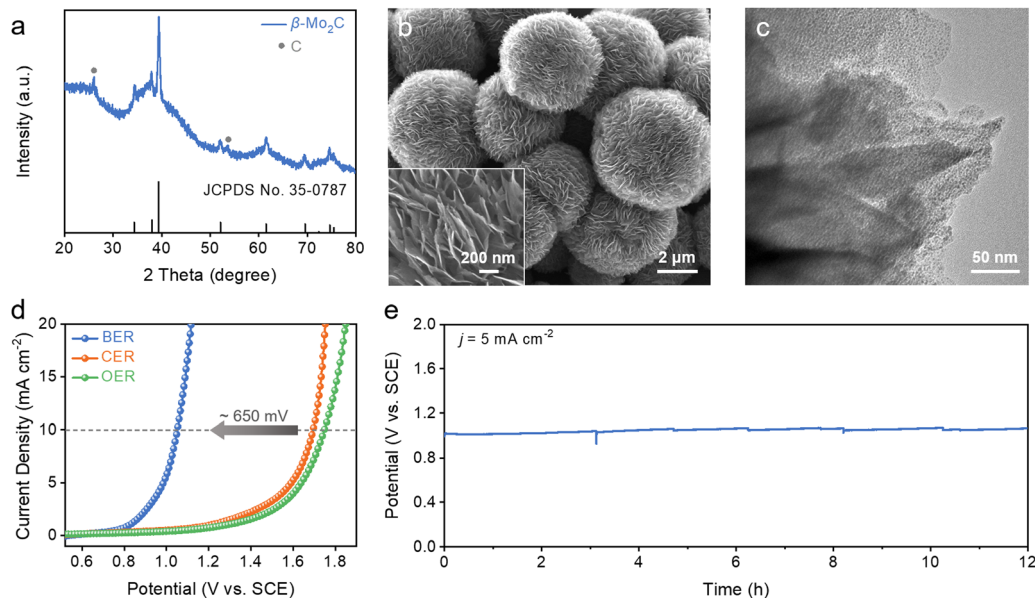 a
β-Mo₂C
C
JCPDS No. 35-0787
Intensity (a.u.)
20 30 40 50 60 70 80
2 Theta (degree)
b
200 nm
2 μm
c
50 nm
d
BER
CER
OER
~ 650 mV
20
15
10
5
0
Current Density (mA cm⁻²)
0.6 0.8 1.0 1.2 1.4 1.6 1.8
Potential (V vs. SCE)
e
j = 5 mA cm⁻²
2.0
1.6
1.2
0.8
0.4
0.0
Potential (V vs. SCE)
0 2 4 6 8 10 12
Time (h)